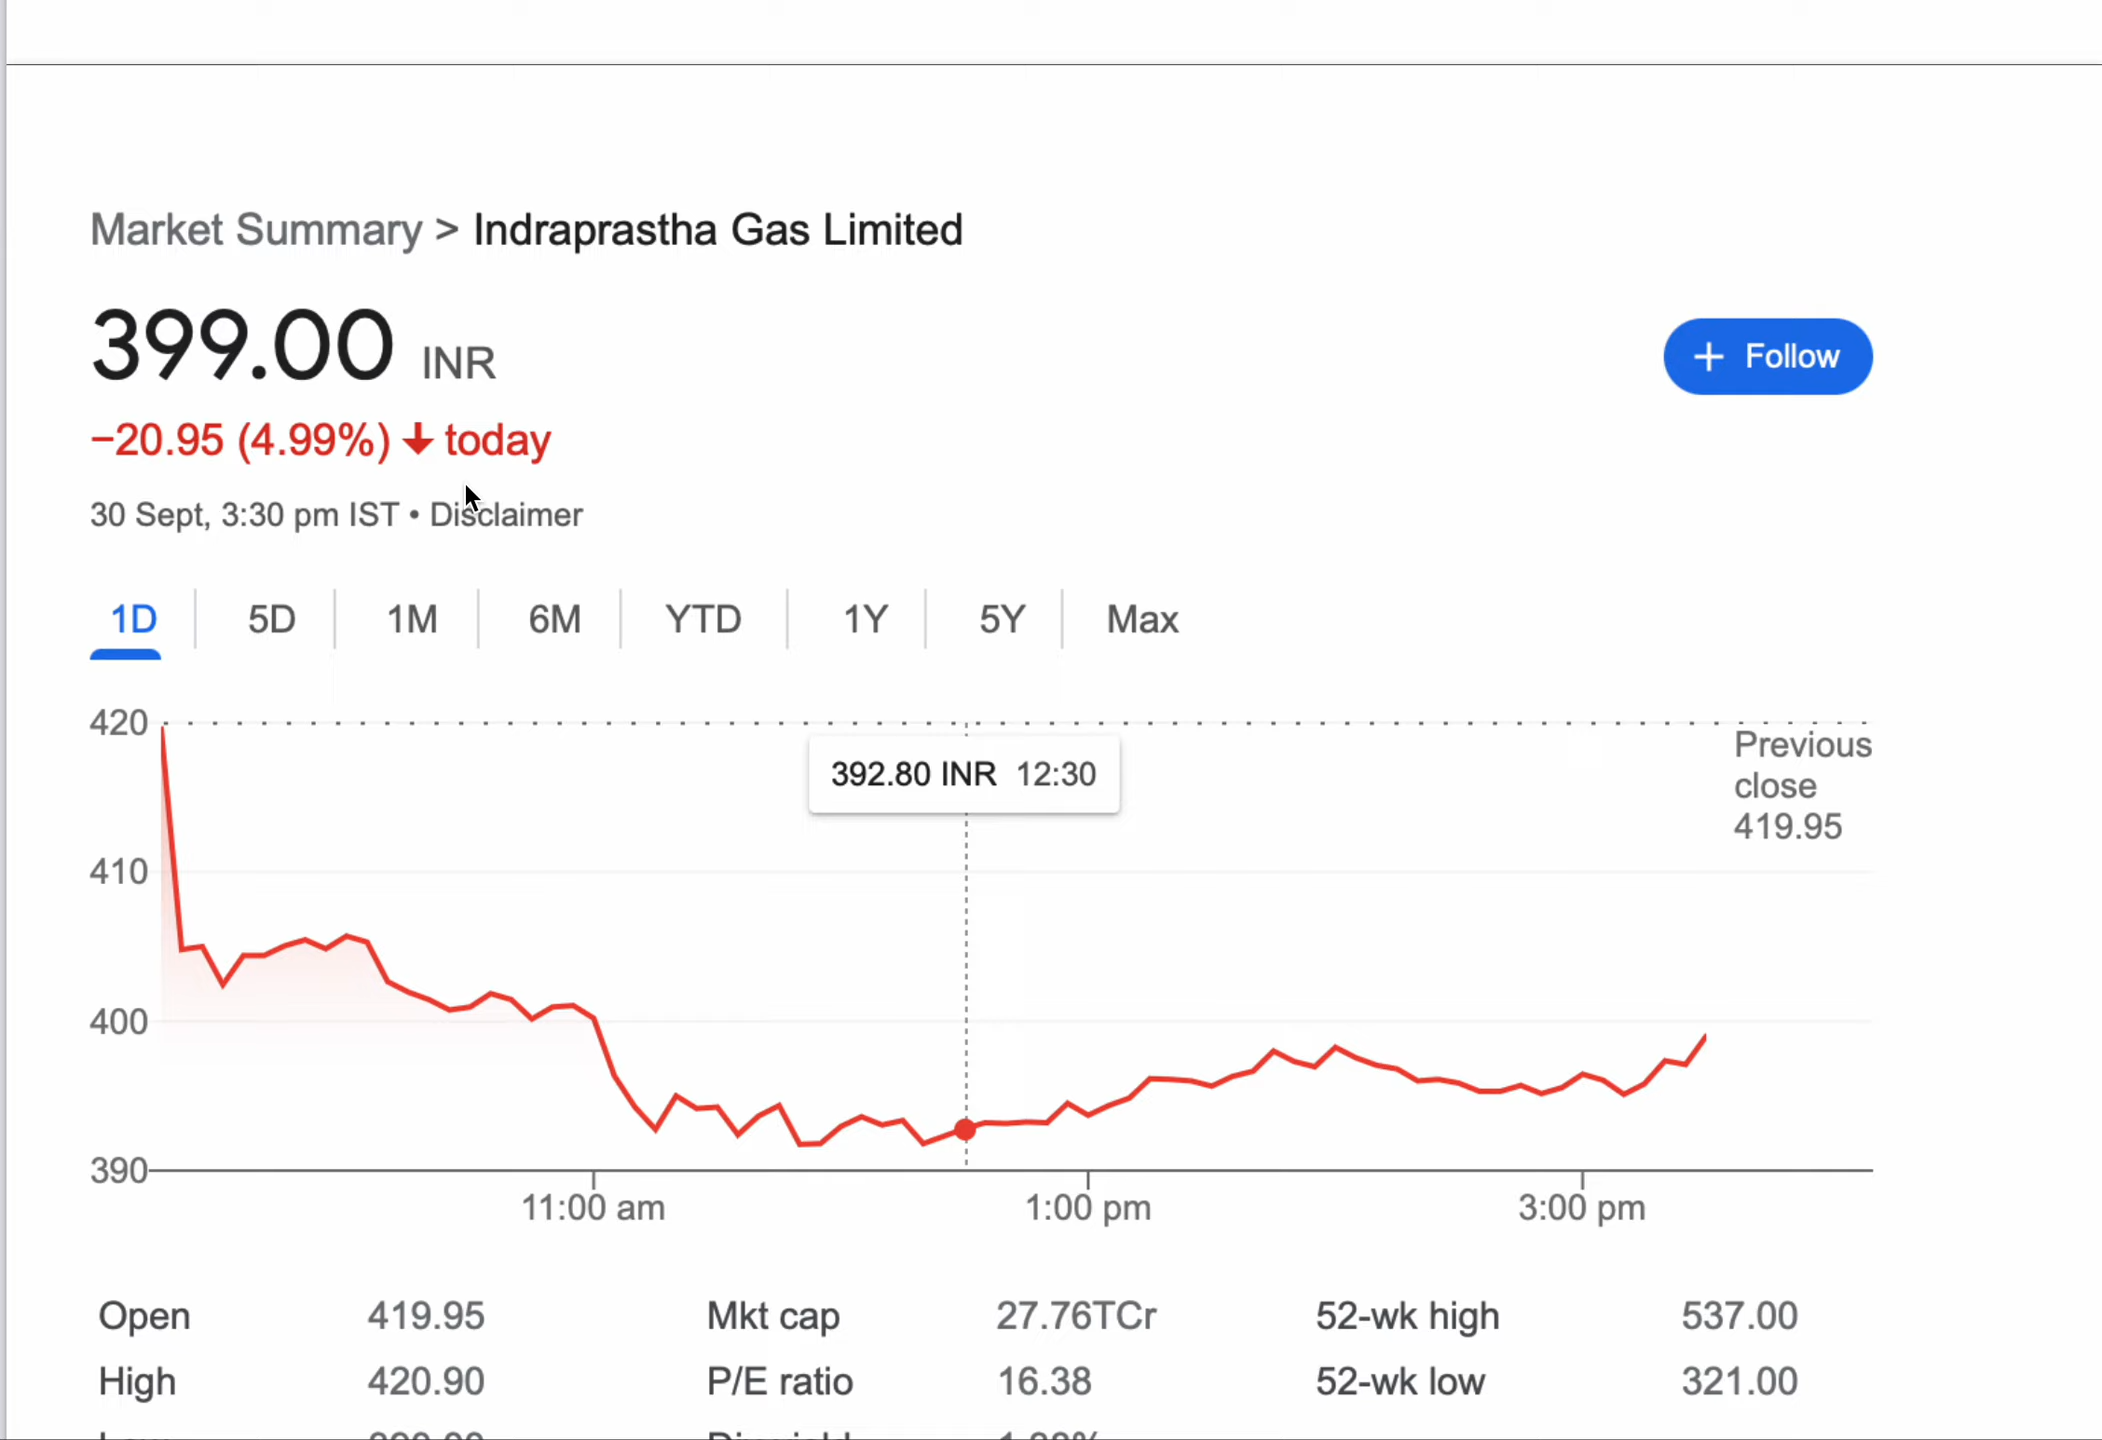 Market Summary > Indraprastha Gas Limited
399.00 INR
+ Follow
−20.95 (4.99%) ↓ today
30 Sept, 3:30 pm IST • Disclaimer
1D 5D 1M 6M YTD 1Y 5Y Max
420
Previous
close
419.95
392.80 INR 12:30
410
400
390
11:00 am 1:00 pm 3:00 pm
Open 419.95 Mkt cap 27.76TCr 52-wk high 537.00
High 420.90 P/E ratio 16.38 52-wk low 321.00